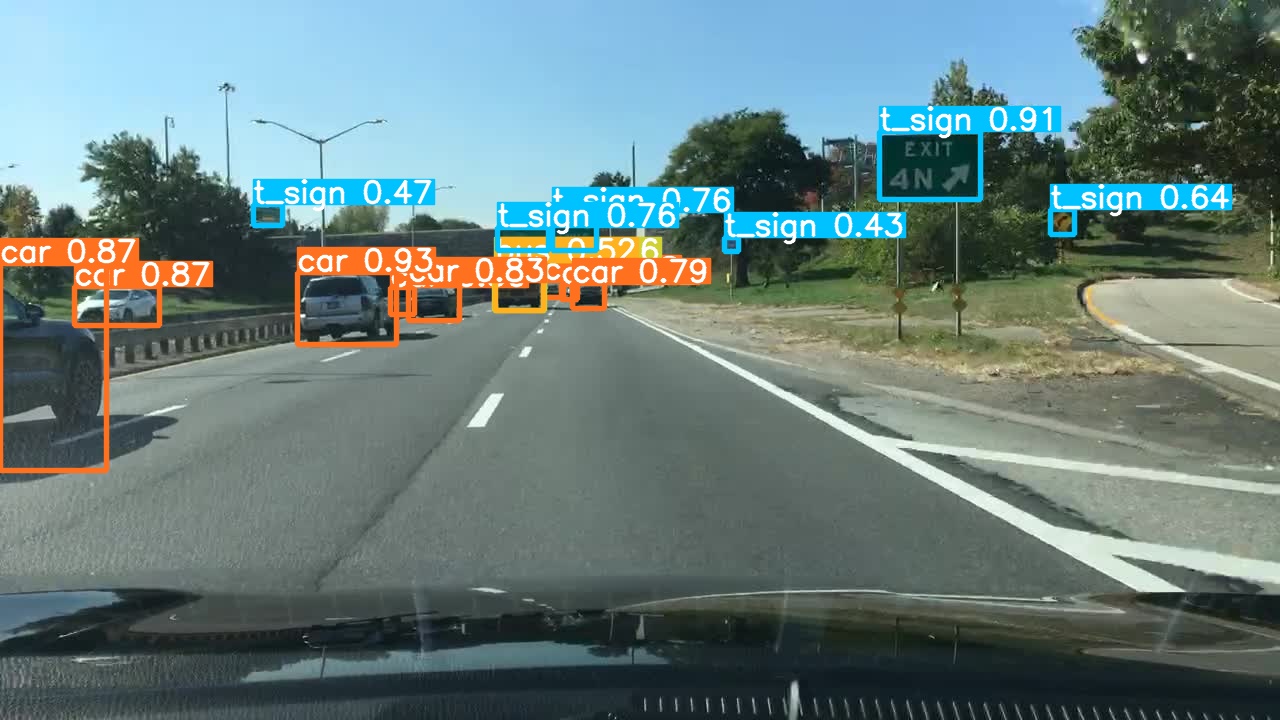 t_sign 0.91
EXIT
4N
t_sign 0.47
t_sign 0.76
t_sign 0.76
t_sign 0.64
t_sign 0.43
car 0.87
car 0.87
car 0.93
car 0.83
car 0.79